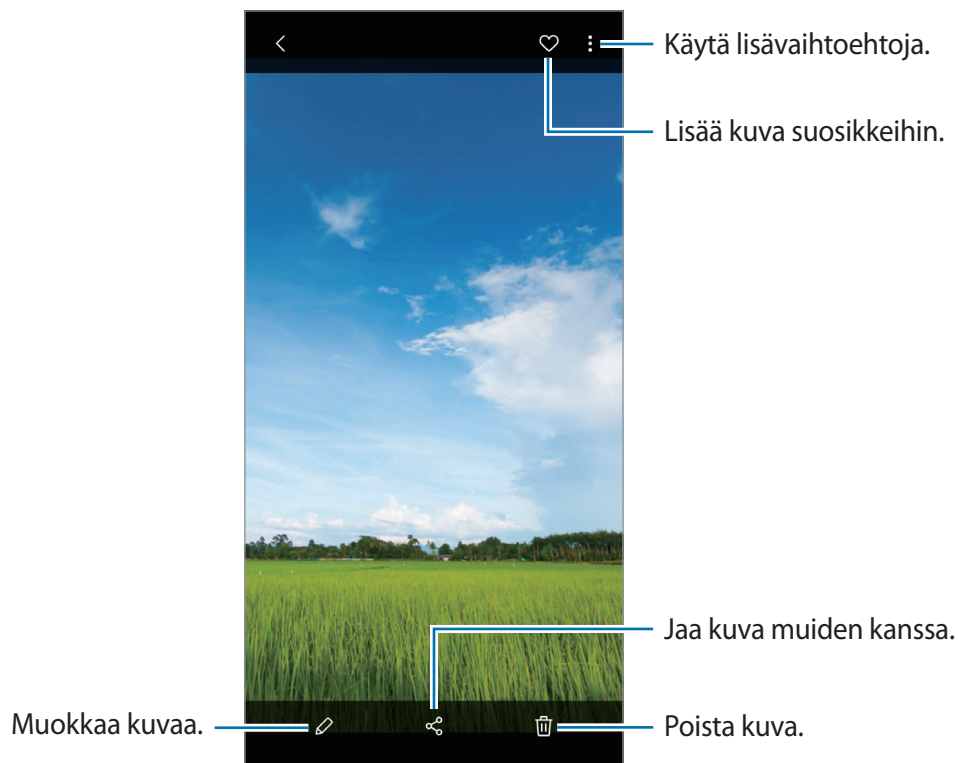 Käytä lisävaihtoehtoja.
Lisää kuva suosikkeihin.
Jaa kuva muiden kanssa.
Muokkaa kuvaa.
Poista kuva.